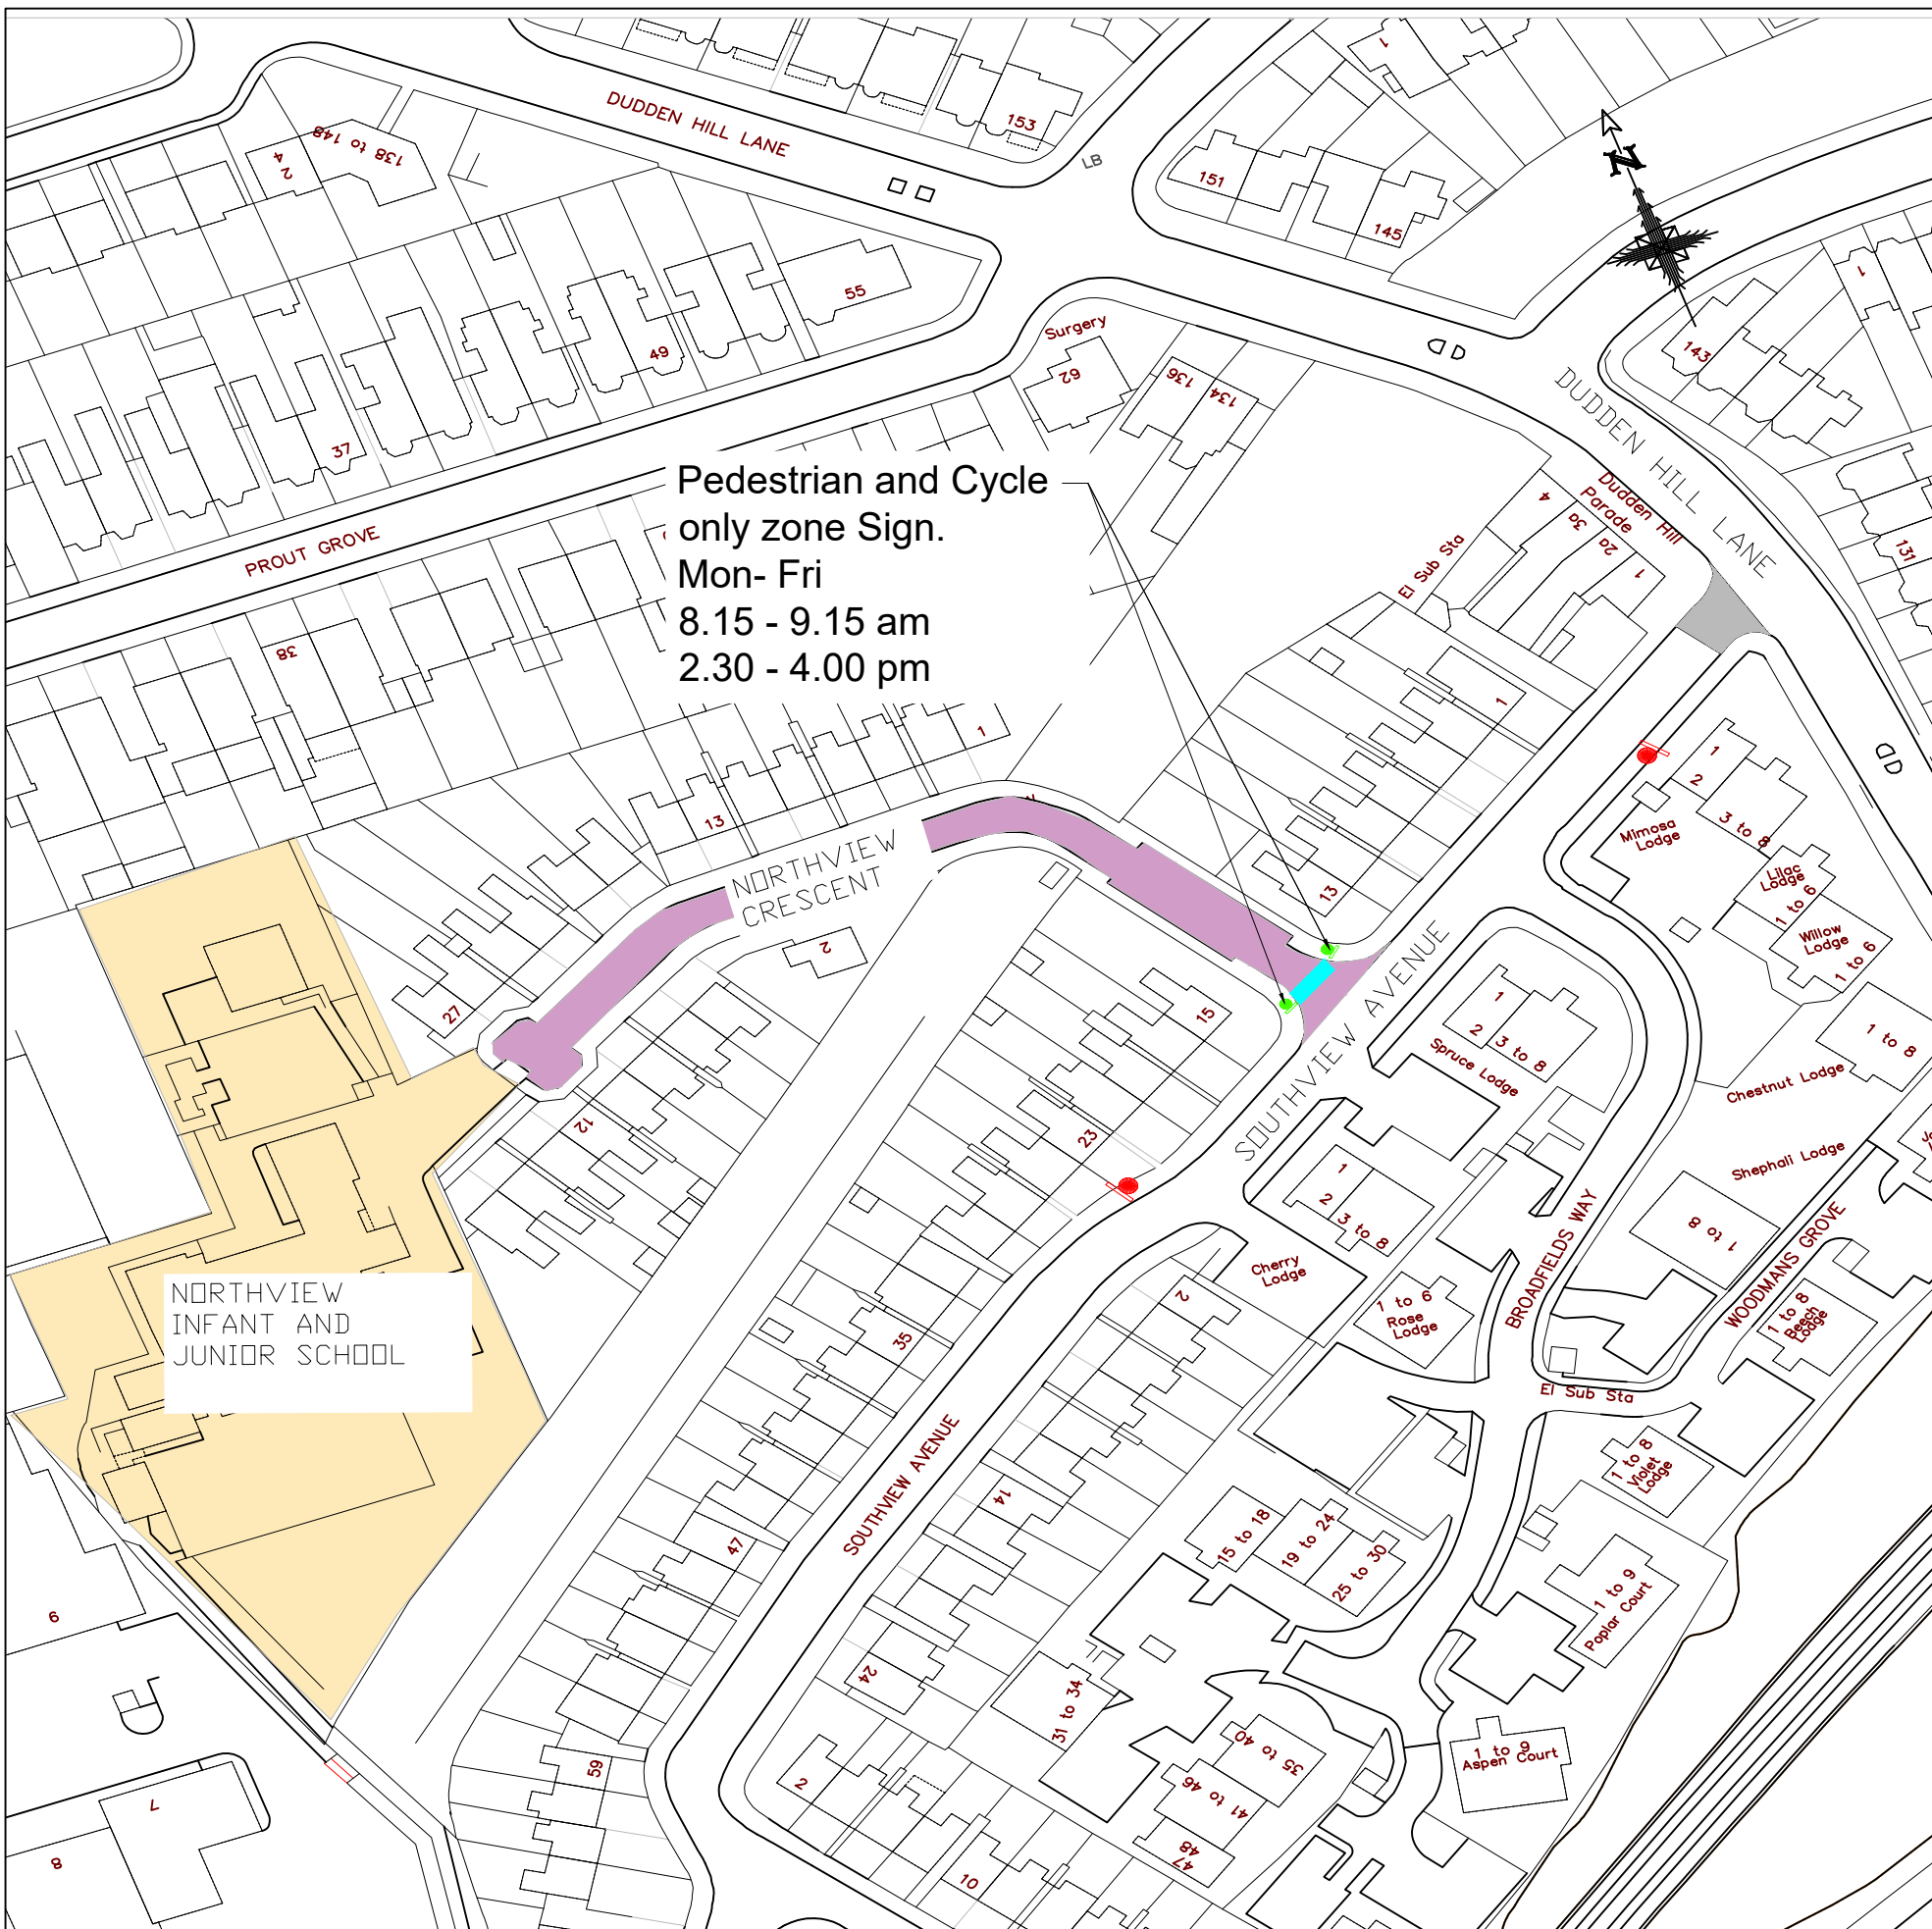 DUDDEN HILL LANE
153
LB
1
138 to 148
2
4
151
145
N
1
143
55
49
37
Surgery
62
136
134
DUDDEN HILL LANE
Dudden Hill
Parade
4
3a
2a
1
131
El Sub Sta
PROUT GROVE
38
Pedestrian and Cycle
only zone Sign.
Mon- Fri
8.15 - 9.15 am
2.30 - 4.00 pm
1
13
1
13
NORTHVIEW
CRESCENT
2
27
12
15
23
SOUTHVIEW AVENUE
1
2
3 to 8
Mimosa
Lodge
Lilac
Lodge
1 to 6
Willow
Lodge
1 to 6
1
2
3 to 8
Spruce Lodge
1 to 8
Chestnut Lodge
Shephali Lodge
1 to 8
1
2
3 to 8
Cherry
Lodge
1 to 6
Rose
Lodge
BROADFIELDS WAY
WOODMANS GROVE
1 to 8
Beech
Lodge
El Sub Sta
1 to 8
Violet
Lodge
NORTHVIEW
INFANT AND
JUNIOR SCHOOL
35
2
47
SOUTHVIEW AVENUE
14
24
15 to 18
19 to 24
25 to 30
1 to 9
Poplar Court
31 to 34
35 to 40
41 to 46
47
48
1 to 9
Aspen Court
59
2
10
6
7
8